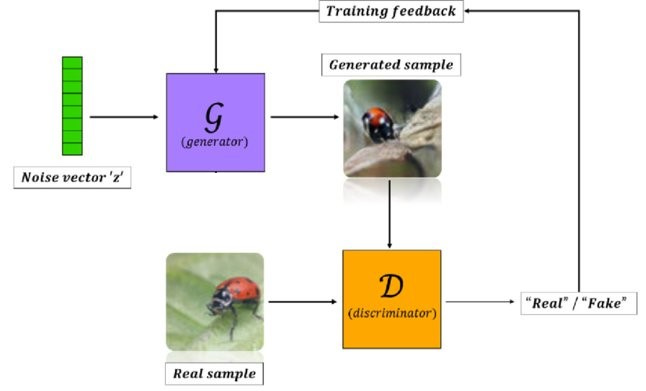 Training feedback
Generated sample
𝒢
(generator)
Noise vector 'z'
𝒟
(discriminator)
“Real” / “Fake”
Real sample